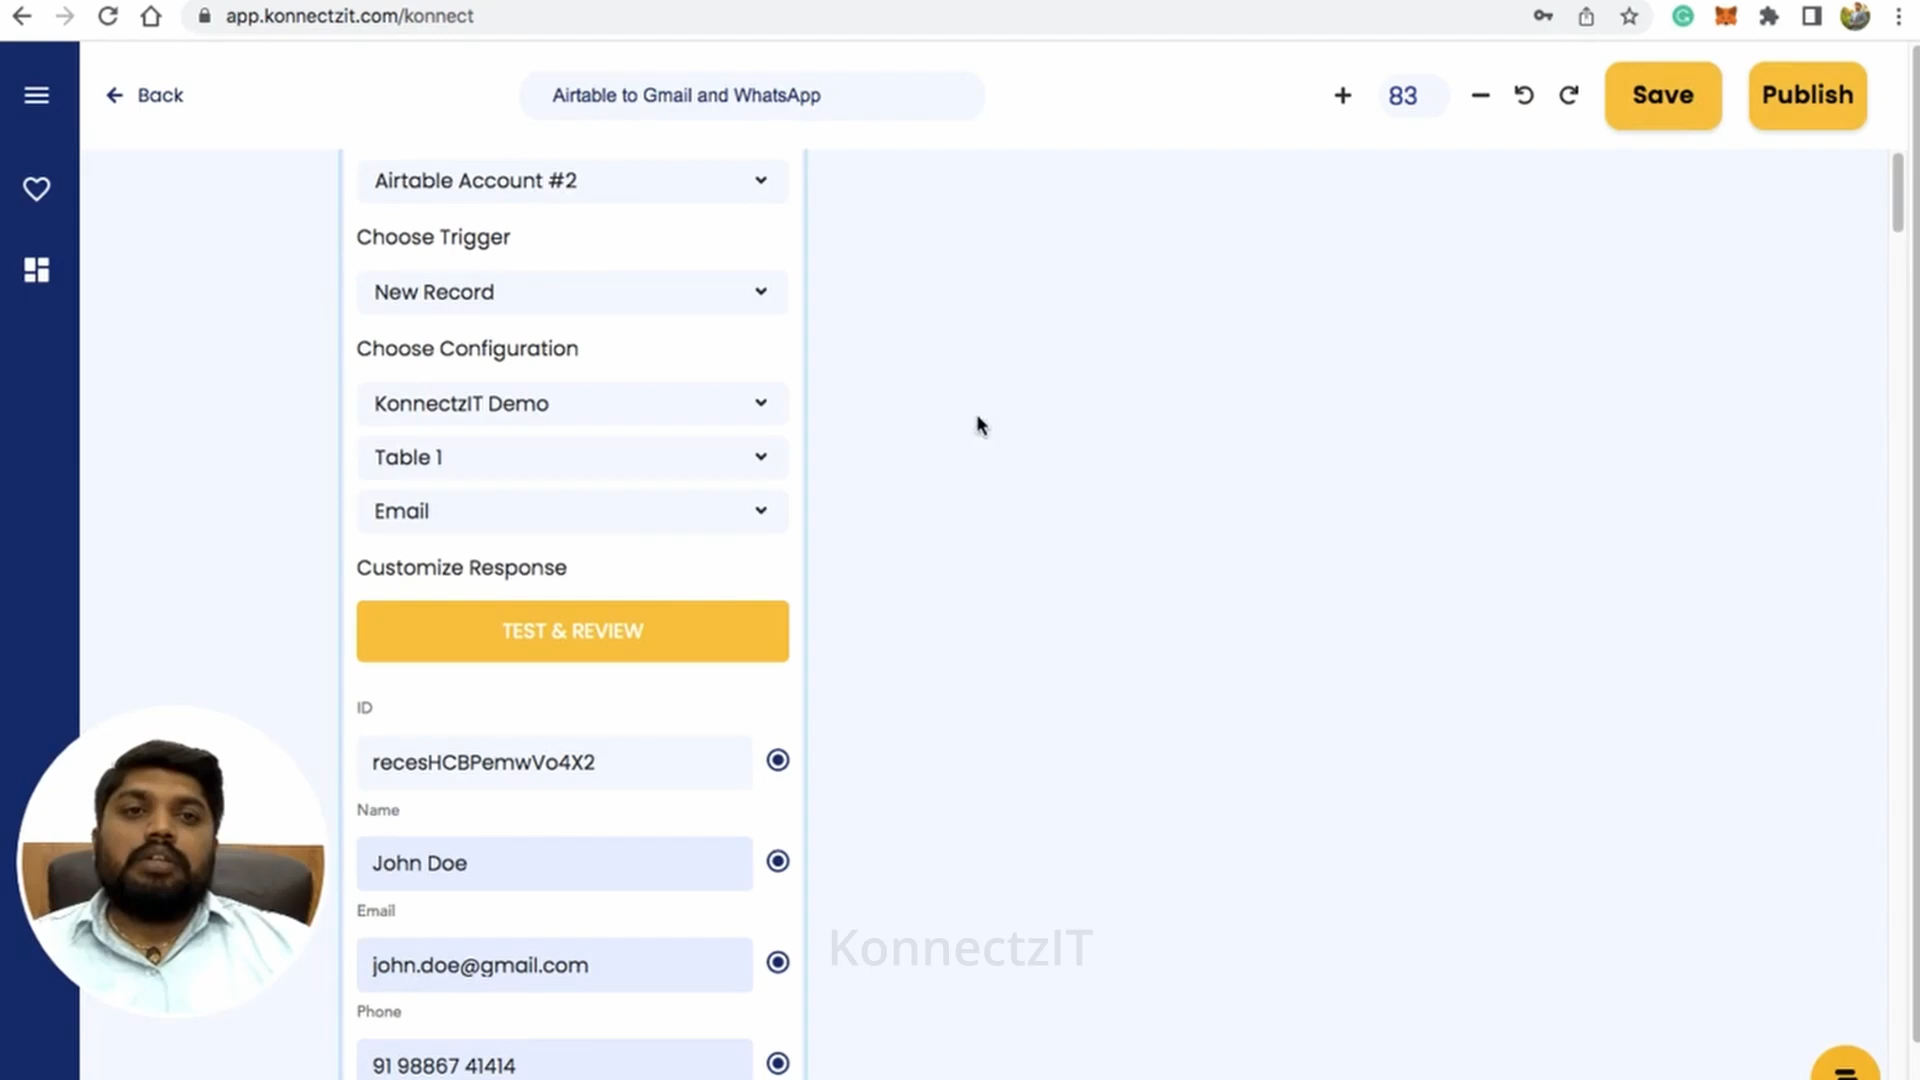 app.konnectzit.com/konnect
Back
Airtable to Gmail and WhatsApp
83
Save
Publish
Airtable Account #2
Choose Trigger
New Record
Choose Configuration
KonnectzIT Demo
Table 1
Email
Customize Response
TEST & REVIEW
ID
recesHCBPemwVo4X2
Name
John Doe
Email
john.doe@gmail.com
Phone
91 98867 41414
KonnectzIT